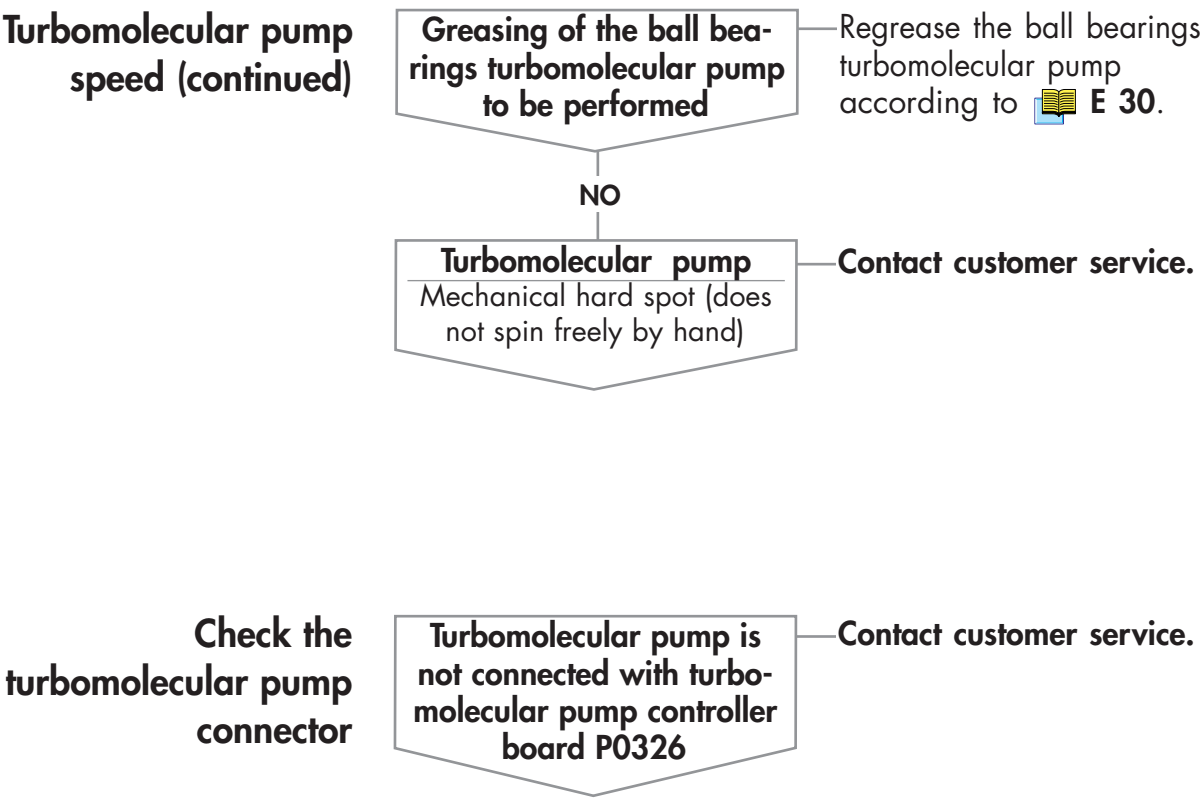 Turbomolecular pump
speed (continued)
Greasing of the ball bea-
rings turbomolecular pump
to be performed
Regrease the ball bearings
turbomolecular pump
according to E 30.
NO
Turbomolecular pump
Mechanical hard spot (does
not spin freely by hand)
Contact customer service.
Check the
turbomolecular pump
connector
Turbomolecular pump is
not connected with turbo-
molecular pump controller
board P0326
Contact customer service.